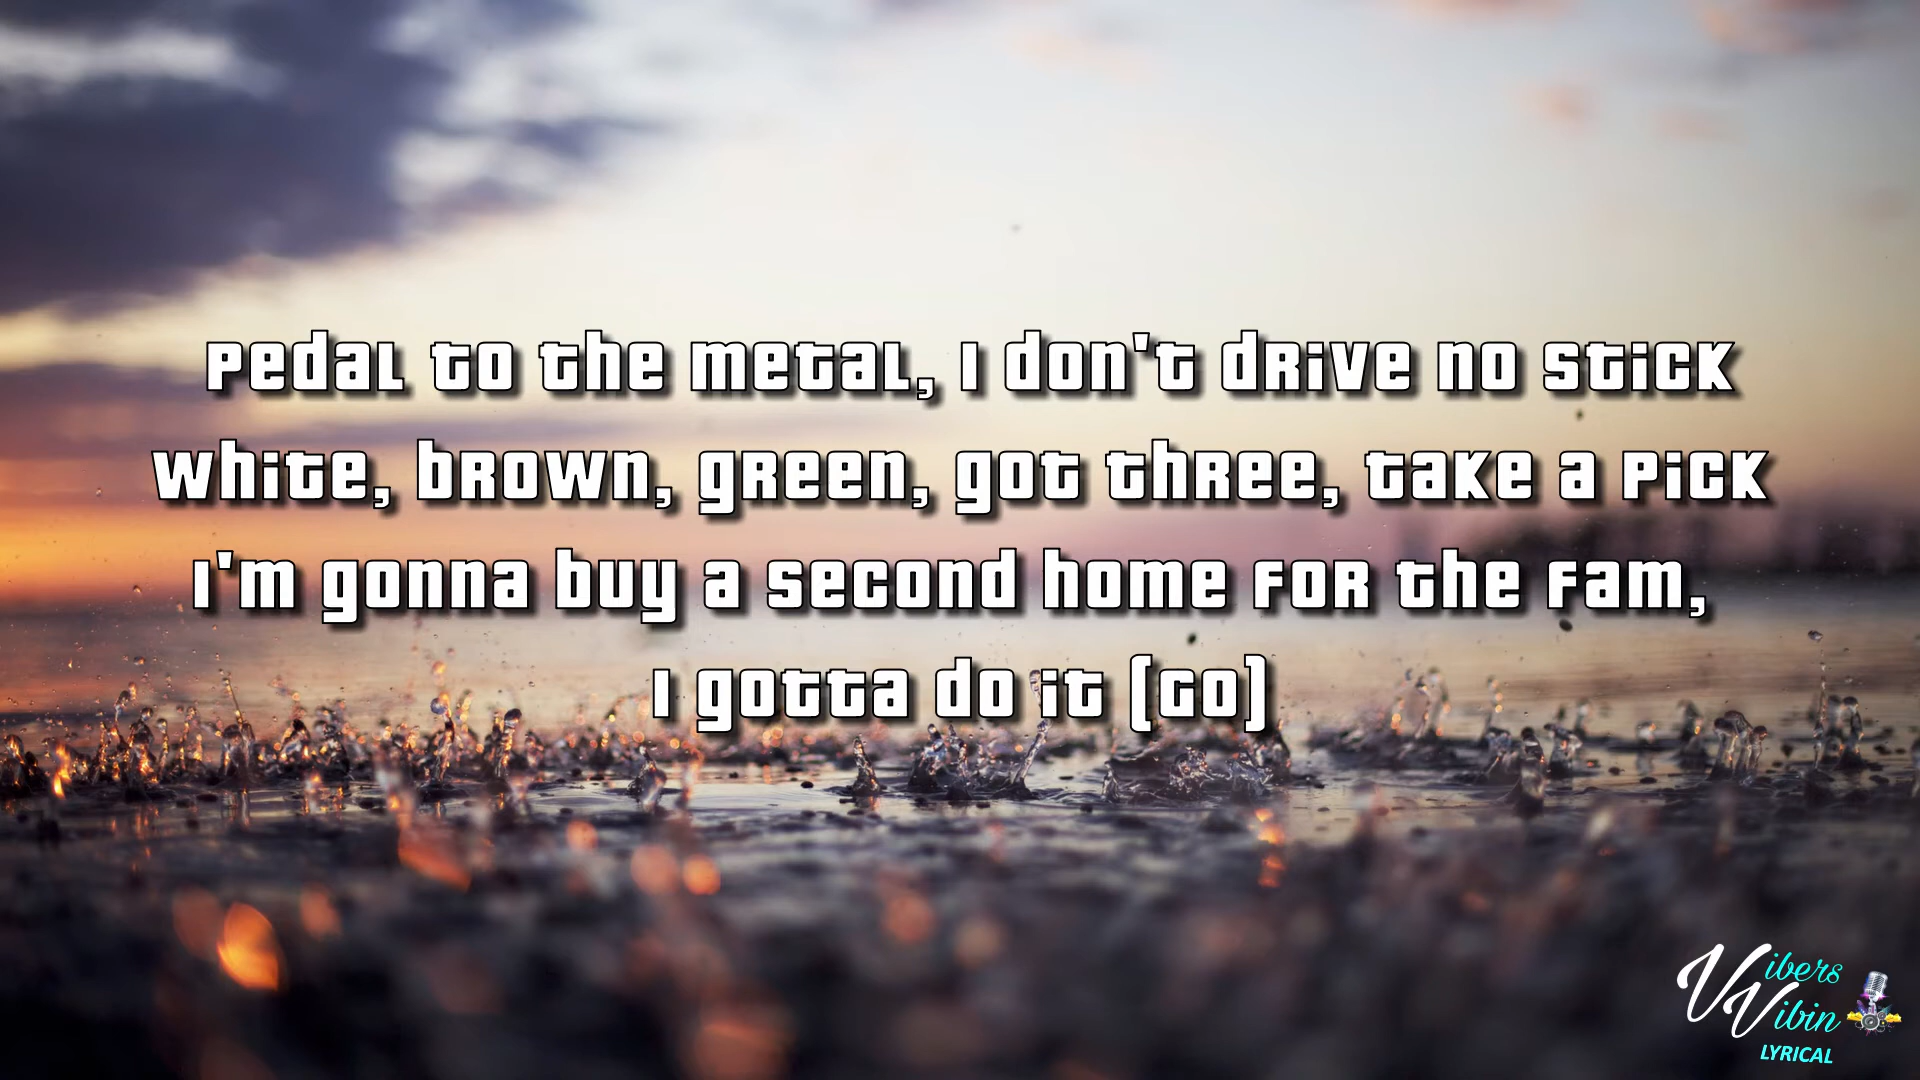 Pedal to the metal, I don't drive no stick
White, brown, green, got three, take a pick
I'm gonna buy a second home for the fam,
I gotta do it (Go)
Vibers
Vibin
LYRICAL